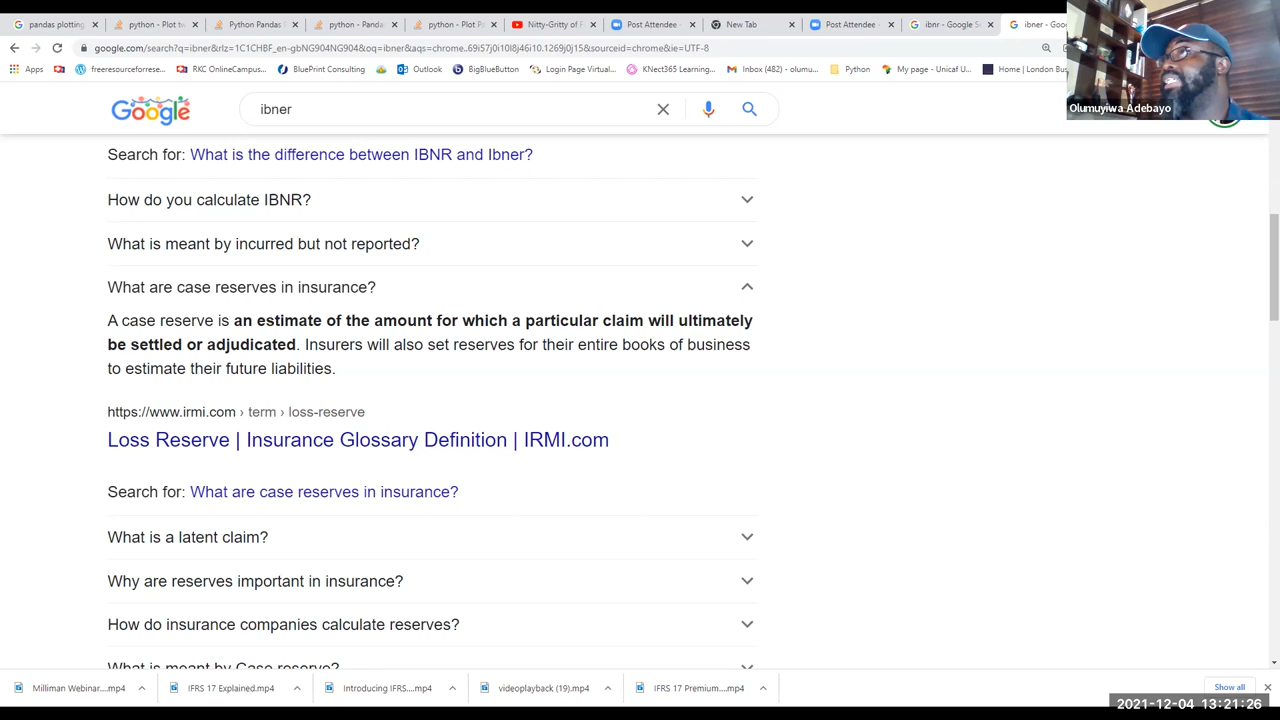 pandas plotting
python - Plot tw
Python Pandas
python - Panda
python - Plot Pa
Nitty-Gritty of F
Post Attendee -
New Tab
Post Attendee -
ibnr - Google Se
ibner - Goo
google.com/search?q=ibner&rlz=1C1CHBF_en-gbNG904NG904&oq=ibner&aqs=chrome..69i57j0i10l8j46i10.1269j0j15&sourceid=chrome&ie=UTF-8
Apps
freeresourceforrese...
RKC OnlineCampus...
BluePrint Consulting
Outlook
BigBlueButton
Login Page Virtual...
KNect365 Learning...
Inbox (482) - olumu...
Python
My page - Unicaf U...
Home | London Bu
Olumuyiwa Adebayo
Google
ibner
Search for: What is the difference between IBNR and Ibner?
How do you calculate IBNR?
What is meant by incurred but not reported?
What are case reserves in insurance?
A case reserve is an estimate of the amount for which a particular claim will ultimately
be settled or adjudicated. Insurers will also set reserves for their entire books of business
to estimate their future liabilities.
https://www.irmi.com › term › loss-reserve
Loss Reserve | Insurance Glossary Definition | IRMI.com
Search for: What are case reserves in insurance?
What is a latent claim?
Why are reserves important in insurance?
How do insurance companies calculate reserves?
What is meant by Case reserve?
Milliman Webinar....mp4
IFRS 17 Explained.mp4
Introducing IFRS....mp4
videoplayback (19).mp4
IFRS 17 Premium....mp4
Show all
2021-12-04 13:21:26